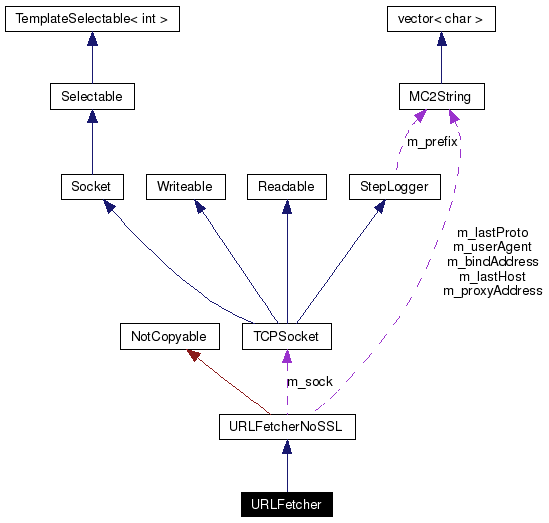 TemplateSelectable< int >
vector< char >
Selectable
MC2String
m_prefix
Socket
Writeable
Readable
StepLogger
m_lastProto
m_userAgent
m_bindAddress
m_lastHost
m_proxyAddress
NotCopyable
TCPSocket
m_sock
URLFetcherNoSSL
URLFetcher